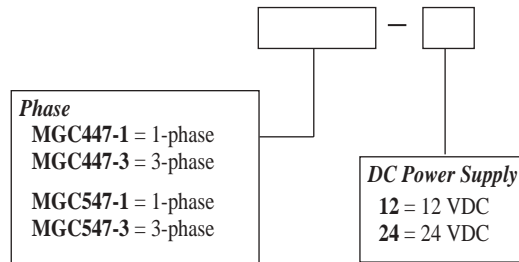 –
Phase
MGC447-1 = 1-phase
MGC447-3 = 3-phase
MGC547-1 = 1-phase
MGC547-3 = 3-phase
DC Power Supply
12 = 12 VDC
24 = 24 VDC